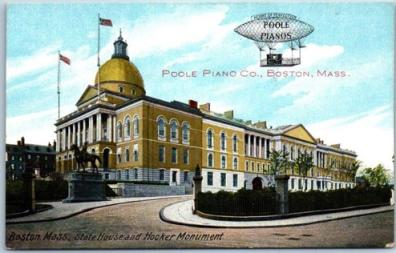 POOLE
PIANOS
POOLE PIANO CO., BOSTON, MASS.
Boston Mass. State House and Hooker Monument